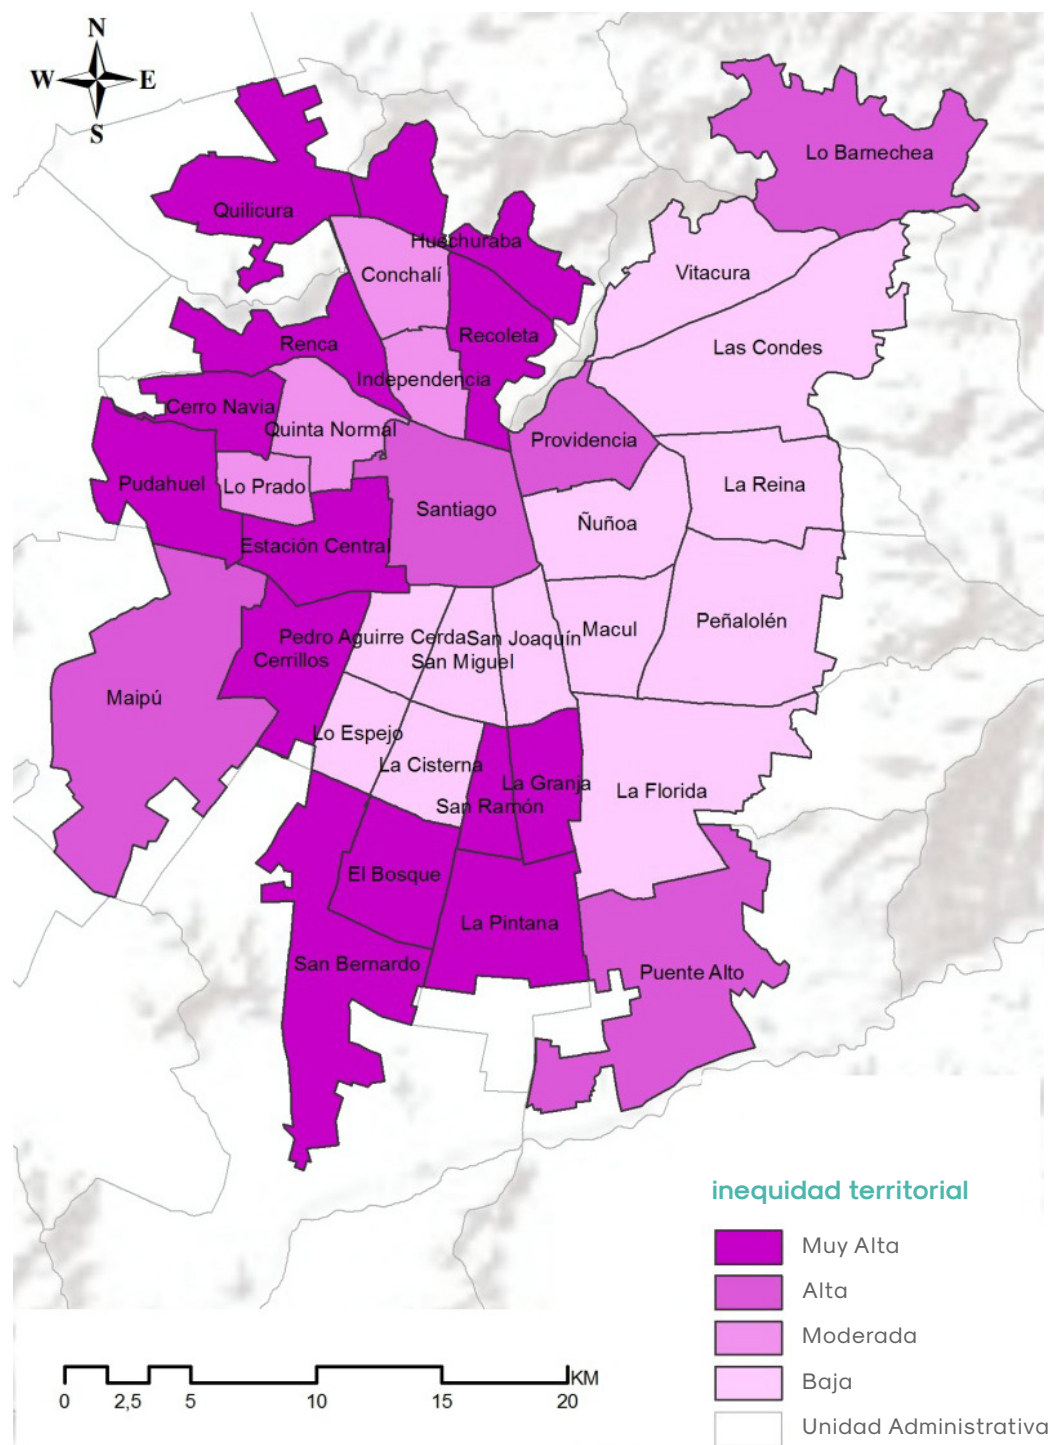 N
W E
S
Lo Barnechea
Quilicura
Huechuraba
Conchalí
Vitacura
Recoleta
Renca
Las Condes
Independencia
Cerro Navia
Quinta Normal
Providencia
Pudahuel
Lo Prado
La Reina
Santiago
Ñuñoa
Estación Central
Peñalolén
Macul
Pedro Aguirre Cerda
San Joaquín
Cerrillos
San Miguel
Maipú
Lo Espejo
La Cisterna
La Granja
La Florida
San Ramón
El Bosque
La Pintana
San Bernardo
Puente Alto
inequidad territorial
Muy Alta
Alta
Moderada
Baja
Unidad Administrativa
KM
0 2,5 5 10 15 20